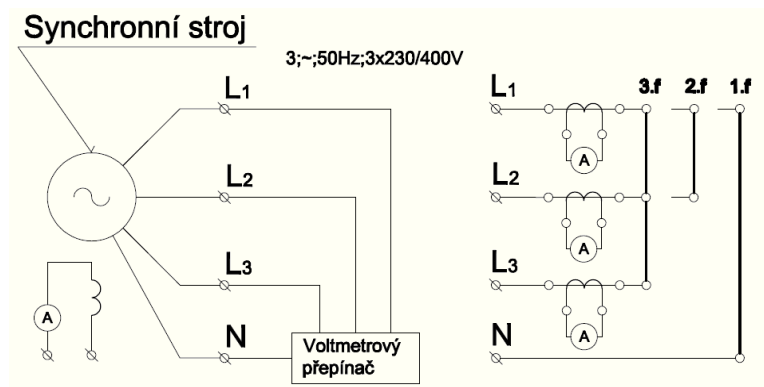 Synchronní stroj
3;~;50Hz;3x230/400V
L1
L2
L3
N
A
Voltmetrový
přepínač
L1
3.f
2.f
1.f
A
L2
A
L3
A
N